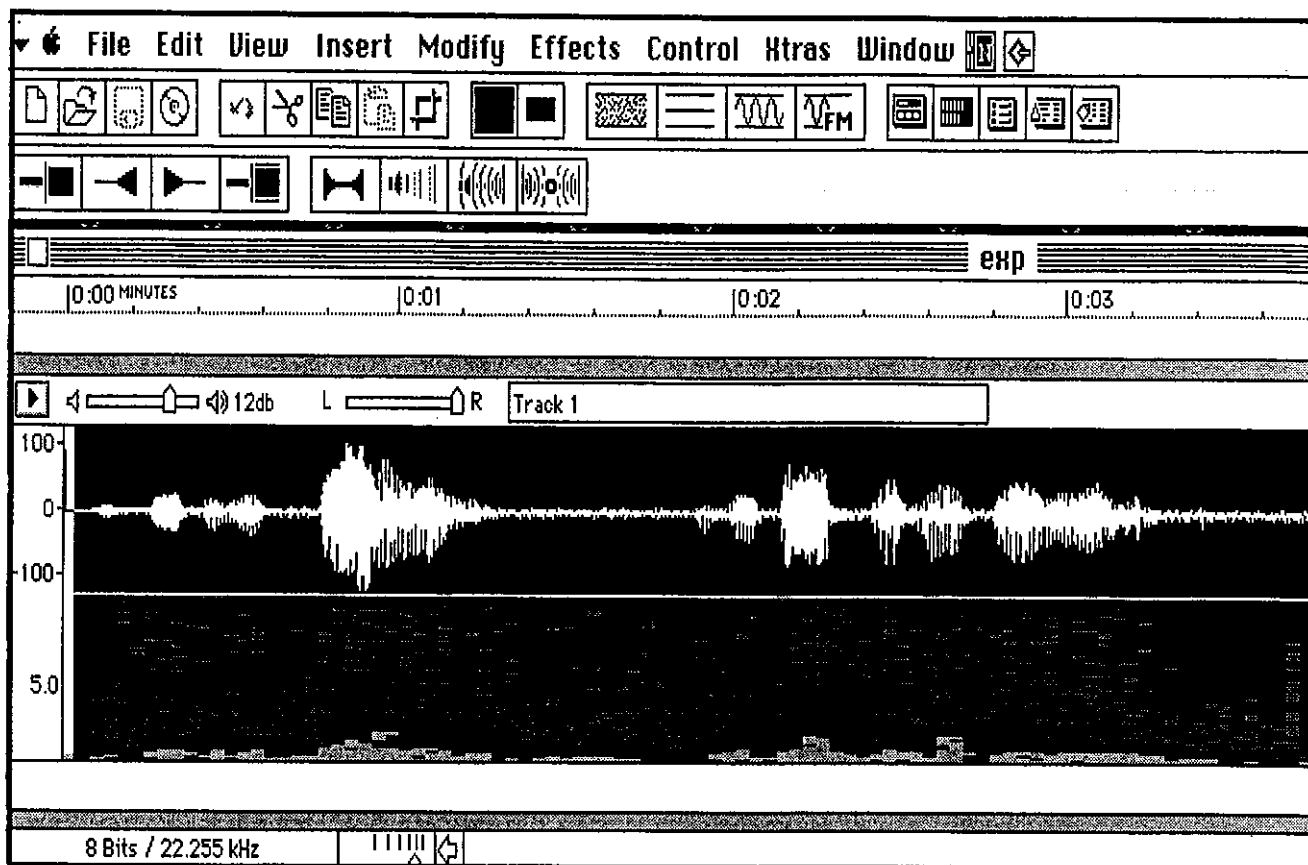 File Edit View Insert Modify Effects Control Xtras Window
FM
exp
0:00 MINUTES 0:01 0:02 0:03
12db L R Track 1
100
0
-100
5.0
8 Bits / 22.255 kHz